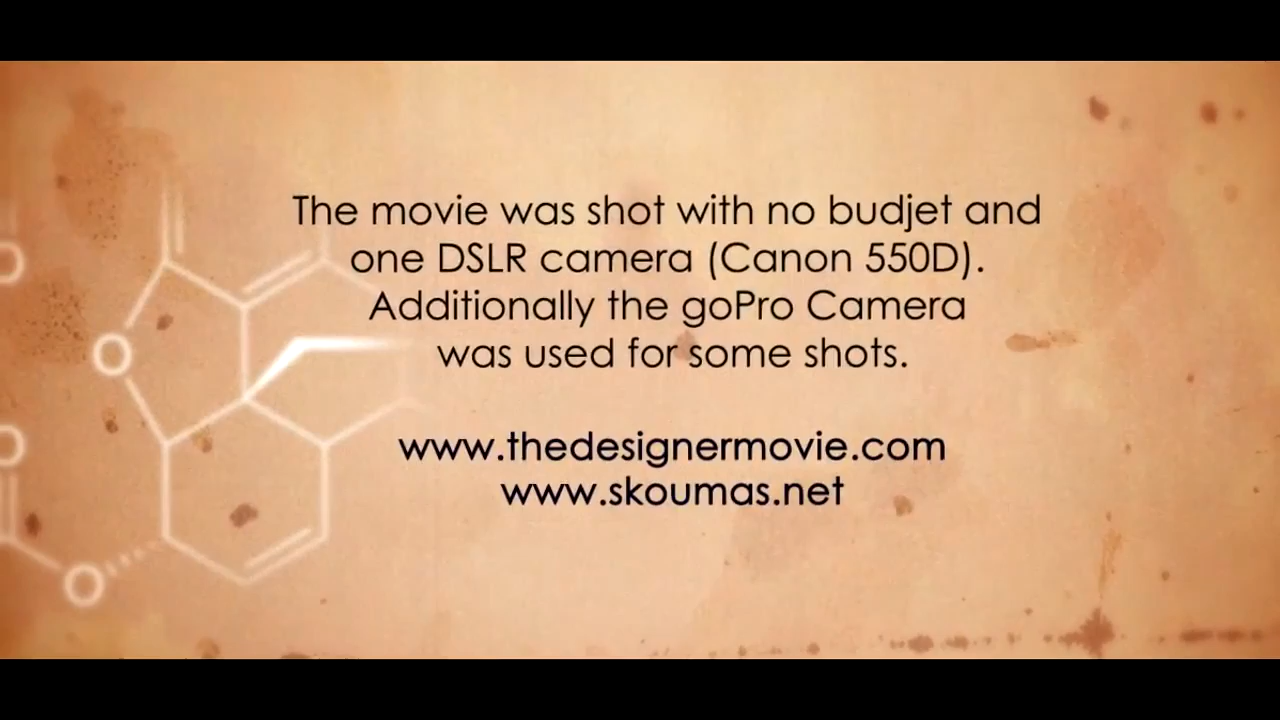 The movie was shot with no budjet and
one DSLR camera (Canon 550D).
Additionally the goPro Camera
was used for some shots.
www.thedesignermovie.com
www.skoumas.net
O
O
O
O